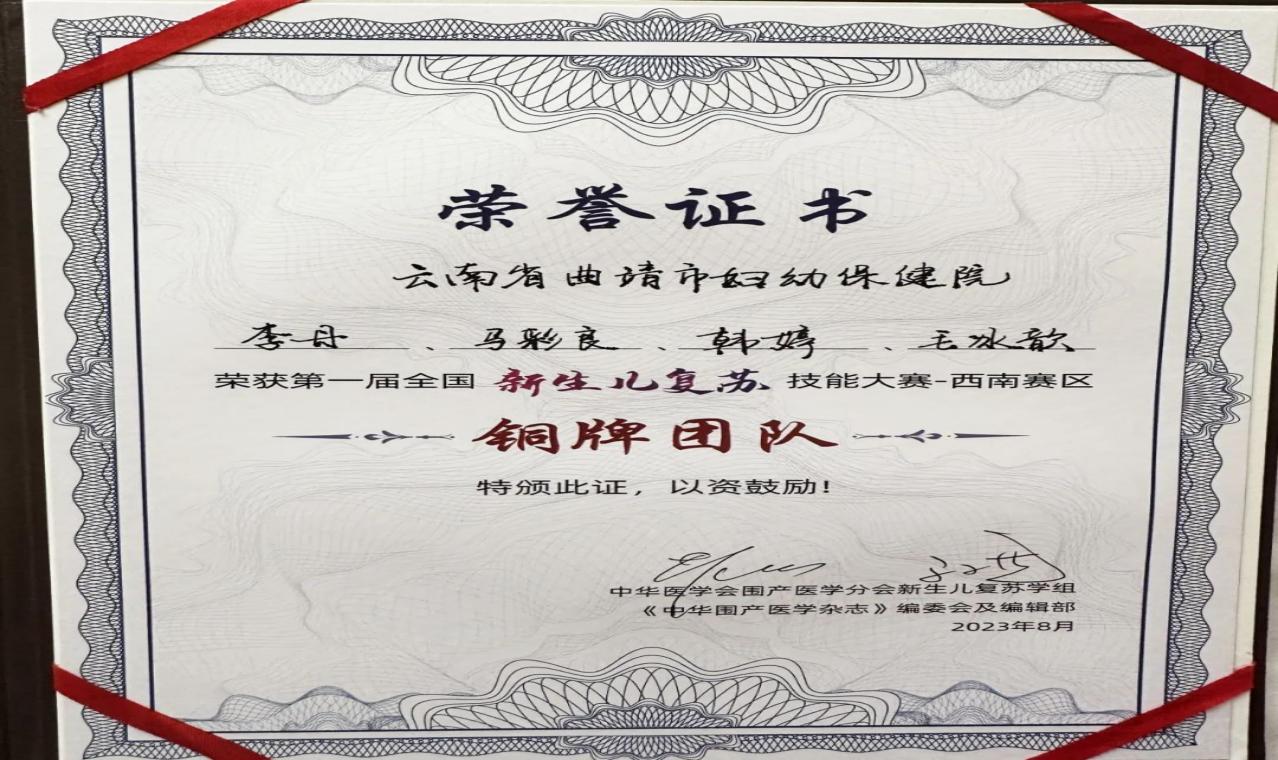 荣誉证书
云南省曲靖市妇幼保健院
李丹、马彩良、韩婷、王冰歆
荣获第一届全国新生儿复苏技能大赛-西南赛区
铜牌团队
特颁此证，以资鼓励！
中华医学会围产医学分会新生儿复苏学组
《中华围产医学杂志》编委会及编辑部
2023年8月